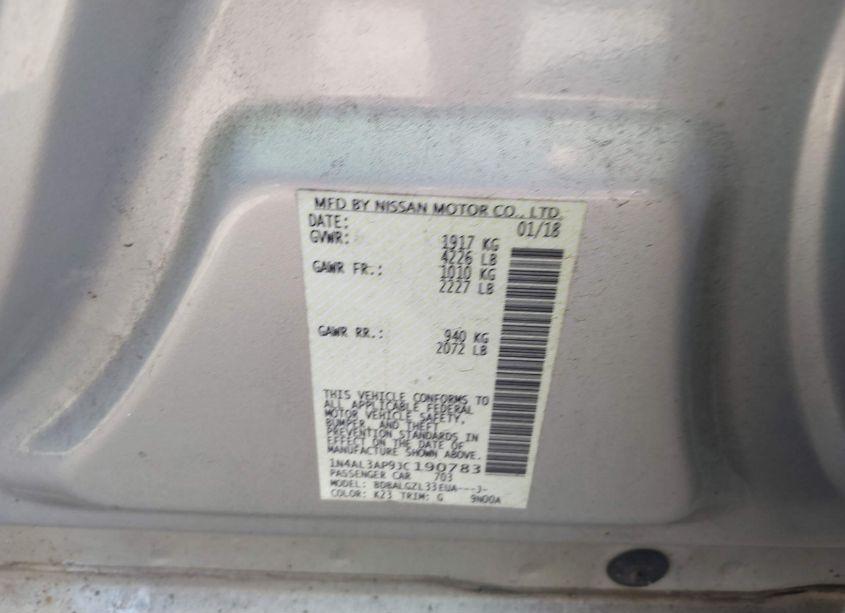 MFD BY NISSAN MOTOR CO., LTD.
DATE: 01/18
GVWR: 1917 KG
4226 LB
GAWR FR.: 1010 KG
2227 LB
GAWR RR.: 940 KG
2072 LB
THIS VEHICLE CONFORMS TO
ALL APPLICABLE FEDERAL
MOTOR VEHICLE SAFETY,
BUMPER, AND THEFT
PREVENTION STANDARDS IN
EFFECT ON THE DATE OF
MANUFACTURE SHOWN ABOVE.
1N4AL3AP9JC190783
PASSENGER CAR 703
MODEL: BDBALGZL33EUA---J-
COLOR: K23 TRIM: G 9N00A